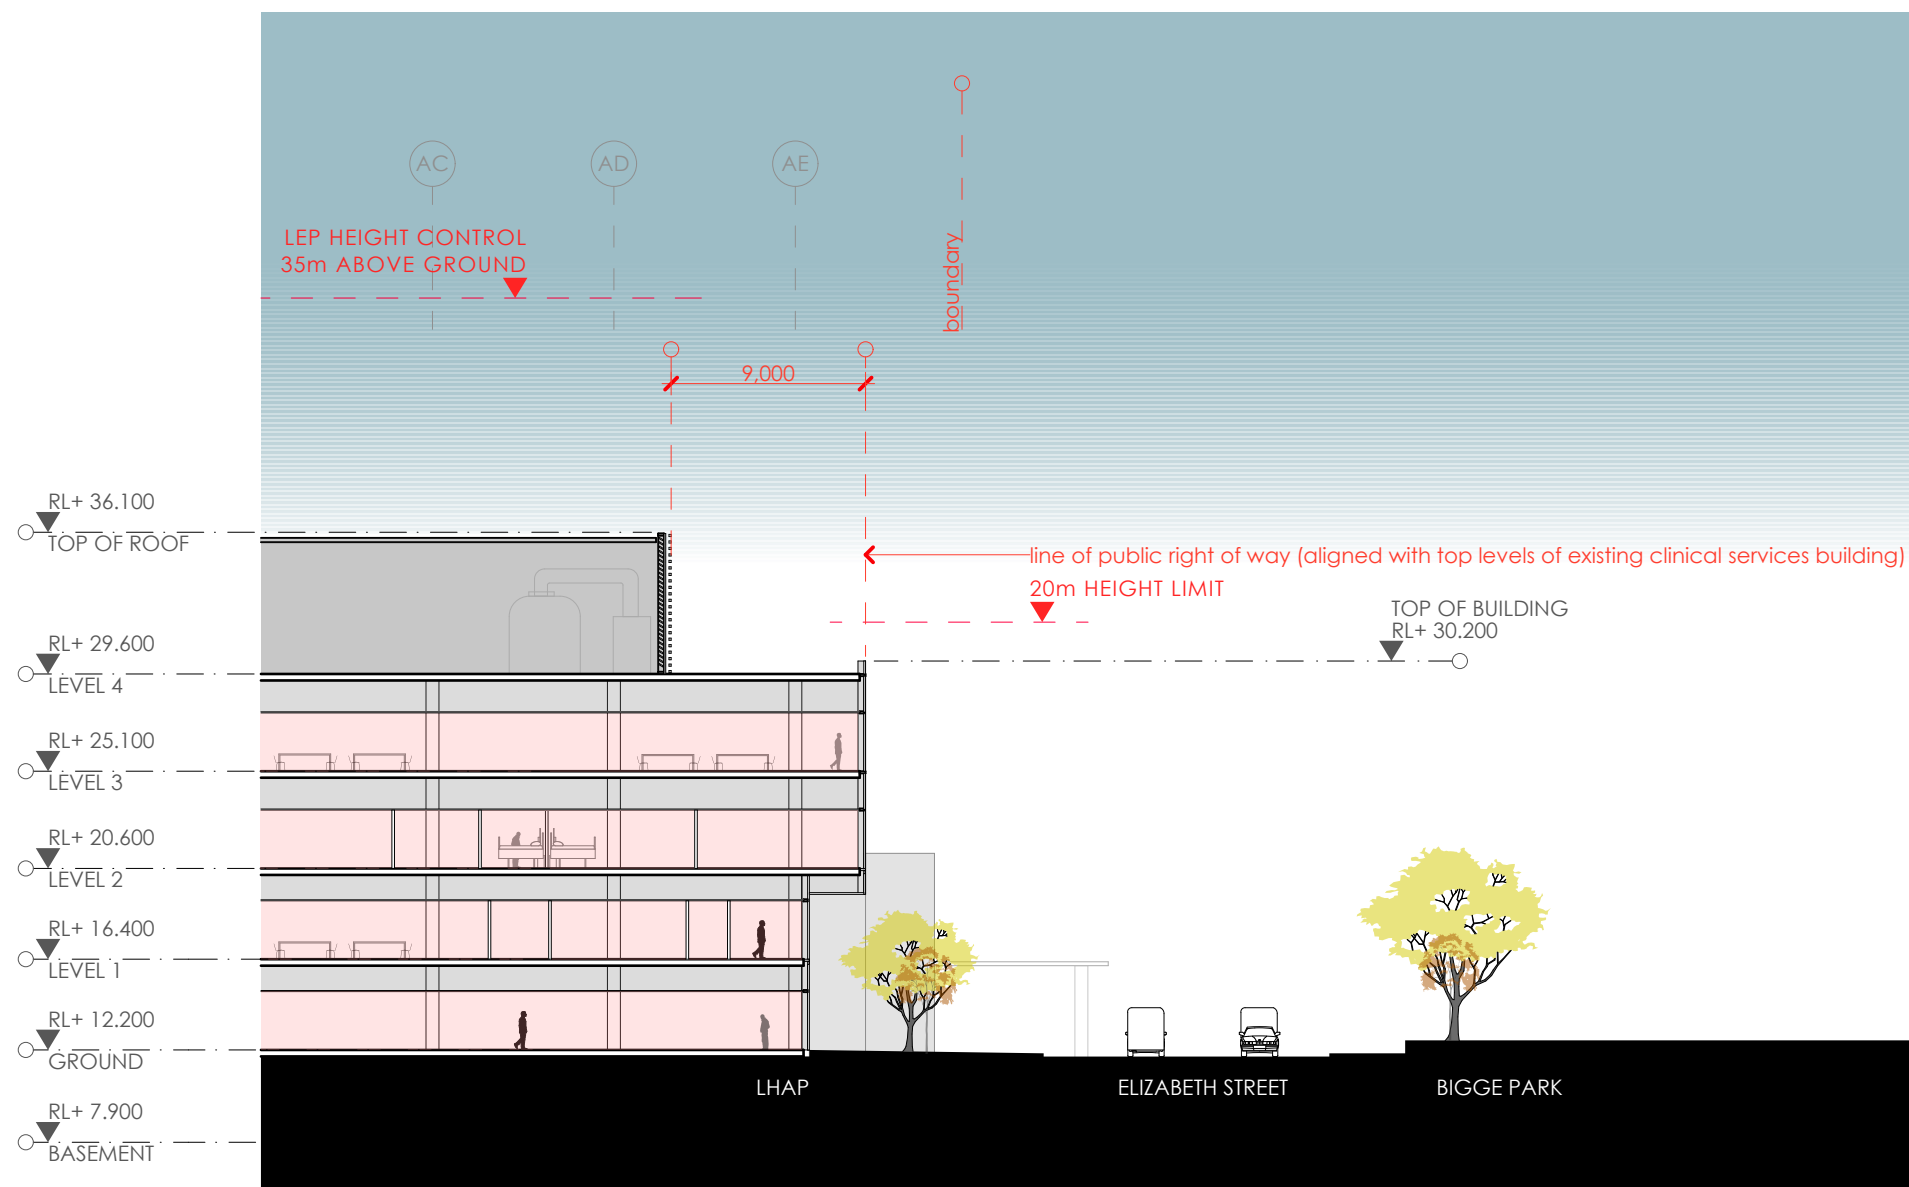 AC
AD
AE
LEP HEIGHT CONTROL
35m ABOVE GROUND
boundary
9,000
RL+ 36.100
TOP OF ROOF
line of public right of way (aligned with top levels of existing clinical services building)
20m HEIGHT LIMIT
TOP OF BUILDING
RL+ 30.200
RL+ 29.600
LEVEL 4
RL+ 25.100
LEVEL 3
RL+ 20.600
LEVEL 2
RL+ 16.400
LEVEL 1
RL+ 12.200
GROUND
LHAP
ELIZABETH STREET
BIGGE PARK
RL+ 7.900
BASEMENT